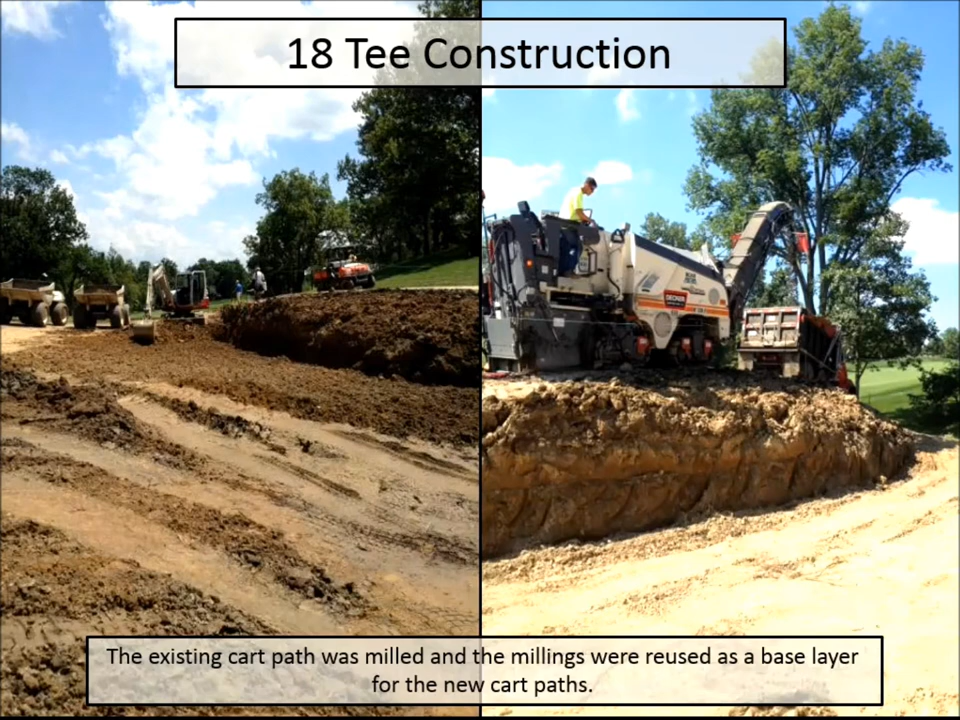 18 Tee Construction
DECKER
The existing cart path was milled and the millings were reused as a base layer
for the new cart paths.